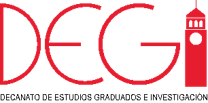 DEGI
DECANATO DE ESTUDIOS GRADUADOS E INVESTIGACIÓN